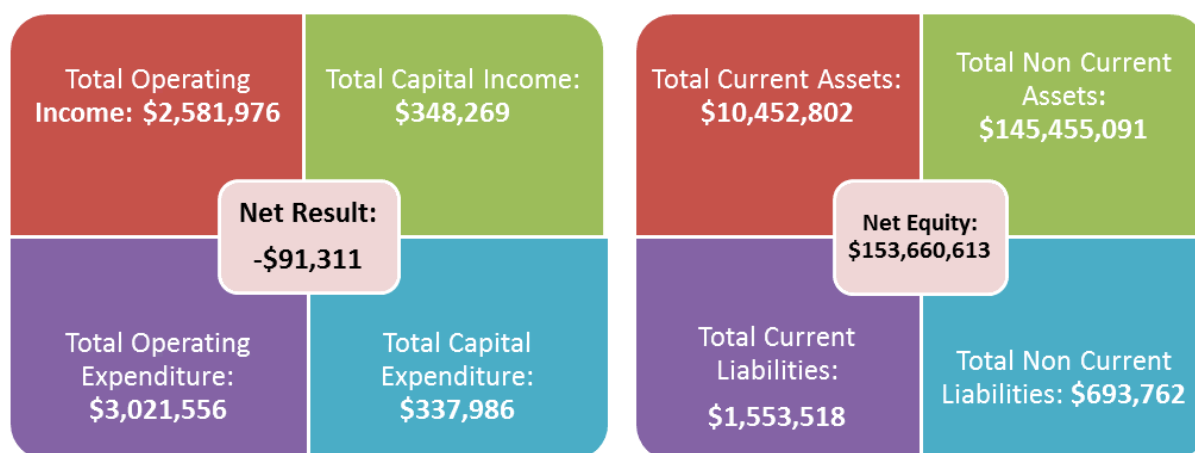 Total Operating
Income: $2,581,976
Total Capital Income:
$348,269
Net Result:
-$91,311
Total Operating
Expenditure:
$3,021,556
Total Capital
Expenditure:
$337,986
Total Current Assets:
$10,452,802
Total Non Current
Assets:
$145,455,091
Net Equity:
$153,660,613
Total Current
Liabilities:
$1,553,518
Total Non Current
Liabilities: $693,762